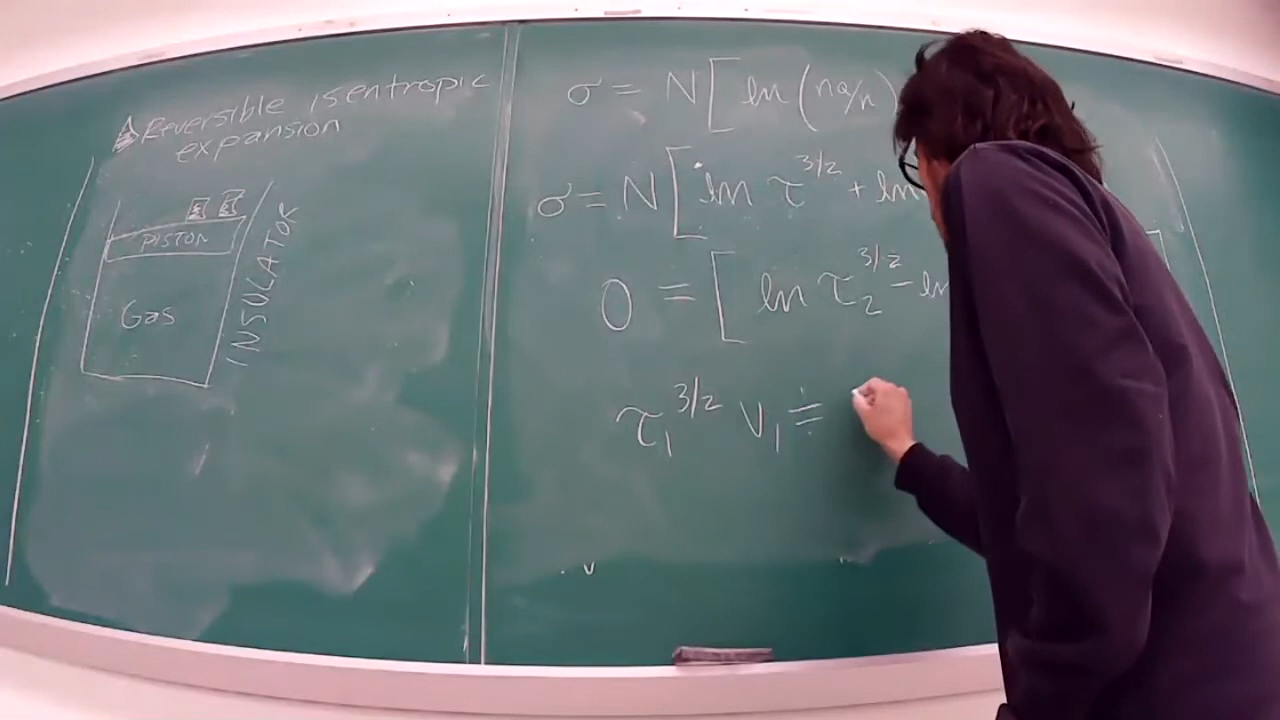 Reversible isentropic
expansion
PISTON
Gas
INSULATOR
σ = N[ln(nQ/n)
σ = N[ln τ^3/2 + ln
0 = [ln τ₂^3/2 - ln
τ₁^3/2 V₁ =